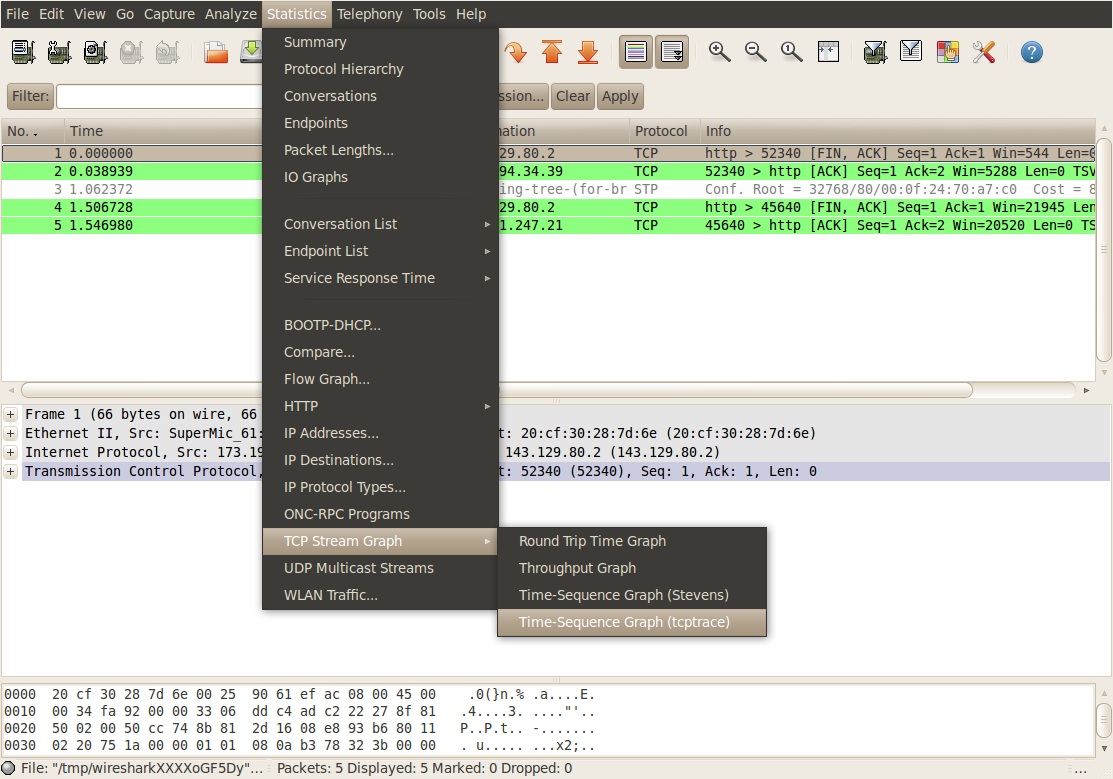 File Edit View Go Capture Analyze Statistics Telephony Tools Help
Summary
Protocol Hierarchy
Conversations
Endpoints
Packet Lengths...
IO Graphs
Conversation List
Endpoint List
Service Response Time
BOOTP-DHCP...
Compare...
Flow Graph...
HTTP
IP Addresses...
IP Destinations...
IP Protocol Types...
ONC-RPC Programs
TCP Stream Graph
UDP Multicast Streams
WLAN Traffic...
Round Trip Time Graph
Throughput Graph
Time-Sequence Graph (Stevens)
Time-Sequence Graph (tcptrace)
Filter: ssion... Clear Apply
No. . Time nation Protocol Info
1 0.000000 129.80.2 TCP http > 52340 [FIN, ACK] Seq=1 Ack=1 Win=544 Len=0
2 0.038939 94.34.39 TCP 52340 > http [ACK] Seq=1 Ack=2 Win=5288 Len=0 TSV
3 1.062372 ing-tree-(for-br STP Conf. Root = 32768/80/00:0f:24:70:a7:c0 Cost = 8
4 1.506728 29.80.2 TCP http > 45640 [FIN, ACK] Seq=1 Ack=1 Win=21945 Len
5 1.546980 1.247.21 TCP 45640 > http [ACK] Seq=1 Ack=2 Win=20520 Len=0 TS
Frame 1 (66 bytes on wire, 66
Ethernet II, Src: SuperMic_61: t: 20:cf:30:28:7d:6e (20:cf:30:28:7d:6e)
Internet Protocol, Src: 173.19 143.129.80.2 (143.129.80.2)
Transmission Control Protocol, t: 52340 (52340), Seq: 1, Ack: 1, Len: 0
0000 20 cf 30 28 7d 6e 00 25 90 61 ef ac 08 00 45 00 .0(}n.% .a....E.
0010 00 34 fa 92 00 00 33 06 dd c4 ad c2 22 27 8f 81 .4....3. ...."'..
0020 50 02 00 50 cc 74 8b 81 2d 16 08 e8 93 b6 80 11 P..P.t.. -.......
0030 02 20 75 1a 00 00 01 01 08 0a b3 78 32 3b 00 00 . u..... ...x2;..
File: "/tmp/wiresharkXXXXoGF5Dy"... Packets: 5 Displayed: 5 Marked: 0 Dropped: 0 ...